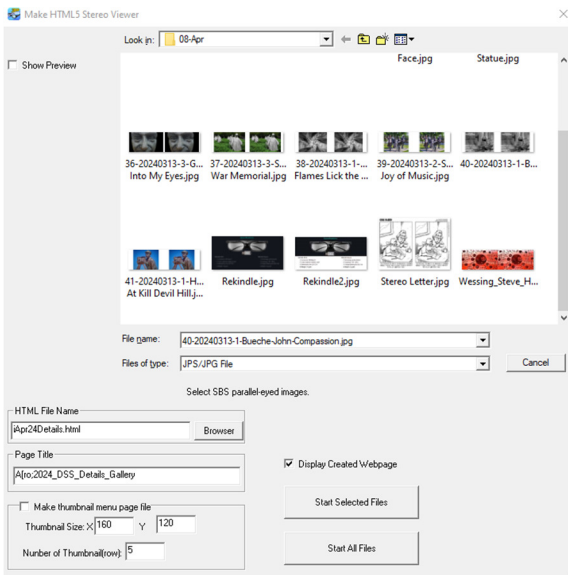 Make HTML5 Stereo Viewer
Look in: 08-Apr
Show Preview
Face.jpg Statue.jpg
36-20240313-3-G... 37-20240313-3-S... 38-20240313-1-... 39-20240313-2-S... 40-20240313-1-B...
Into My Eyes.jpg War Memorial.jpg Flames Lick the ... Joy of Music.jpg
41-20240313-1-H... Rekindle.jpg Rekindle2.jpg Stereo Letter.jpg Wessing_Steve_H...
At Kill Devil Hill.j...
File name: 40-20240313-1-Bueche-John-Compassion.jpg
Files of type: JPS/JPG File Cancel
Select SBS parallel-eyed images.
HTML File Name
iApr24Details.html Browser
Page Title
A[ro;2024_DSS_Details_Gallery
Display Created Webpage
Make thumbnail menu page file
Thumbnail Size: X 160 Y 120
Start Selected Files
Number of Thumbnail(row): 5
Start All Files